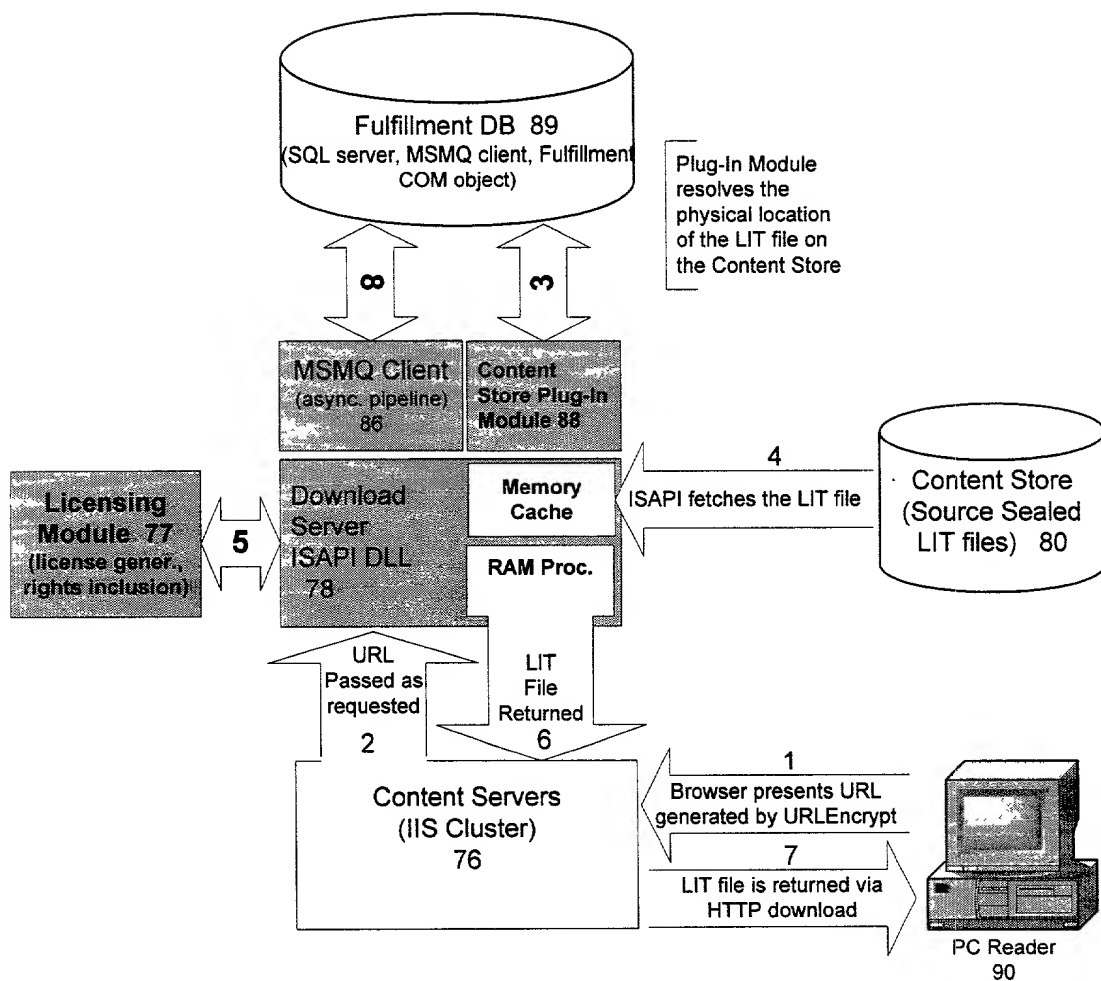 Fulfillment DB 89
(SQL server, MSMQ client, Fulfillment
COM object)
Plug-In Module
resolves the
physical location
of the LIT file on
the Content Store
8
3
MSMQ Client
(async. pipeline)
86
Content
Store Plug-In
Module 88
Licensing
Module 77
(license gener.,
rights inclusion)
5
Download
Server
ISAPI DLL
78
Memory
Cache
RAM Proc.
4
ISAPI fetches the LIT file
Content Store
(Source Sealed
LIT files) 80
URL
Passed as
requested
2
LIT
File
Returned
6
Content Servers
(IIS Cluster)
76
1
Browser presents URL
generated by URLEncrypt
7
LIT file is returned via
HTTP download
PC Reader
90